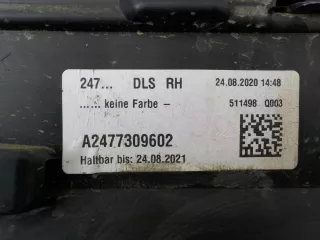 247... DLS RH 24.08.2020 14:48
...... keine Farbe – 511498 Q003
A2477309602
Haltbar bis: 24.08.2021